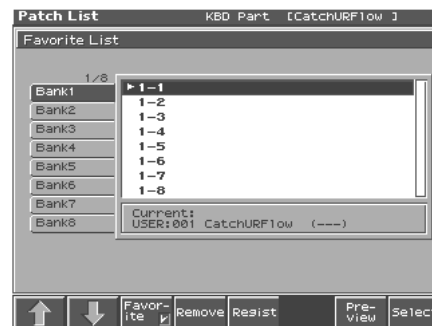 Patch List KBD Part [CatchURFlow ]
Favorite List
1/8
Bank1
Bank2
Bank3
Bank4
Bank5
Bank6
Bank7
Bank8
►1-1
1-2
1-3
1-4
1-5
1-6
1-7
1-8
Current:
USER:001 CatchURFlow (---)
Favor-
ite
Remove
Regist
Pre-
view
Selec